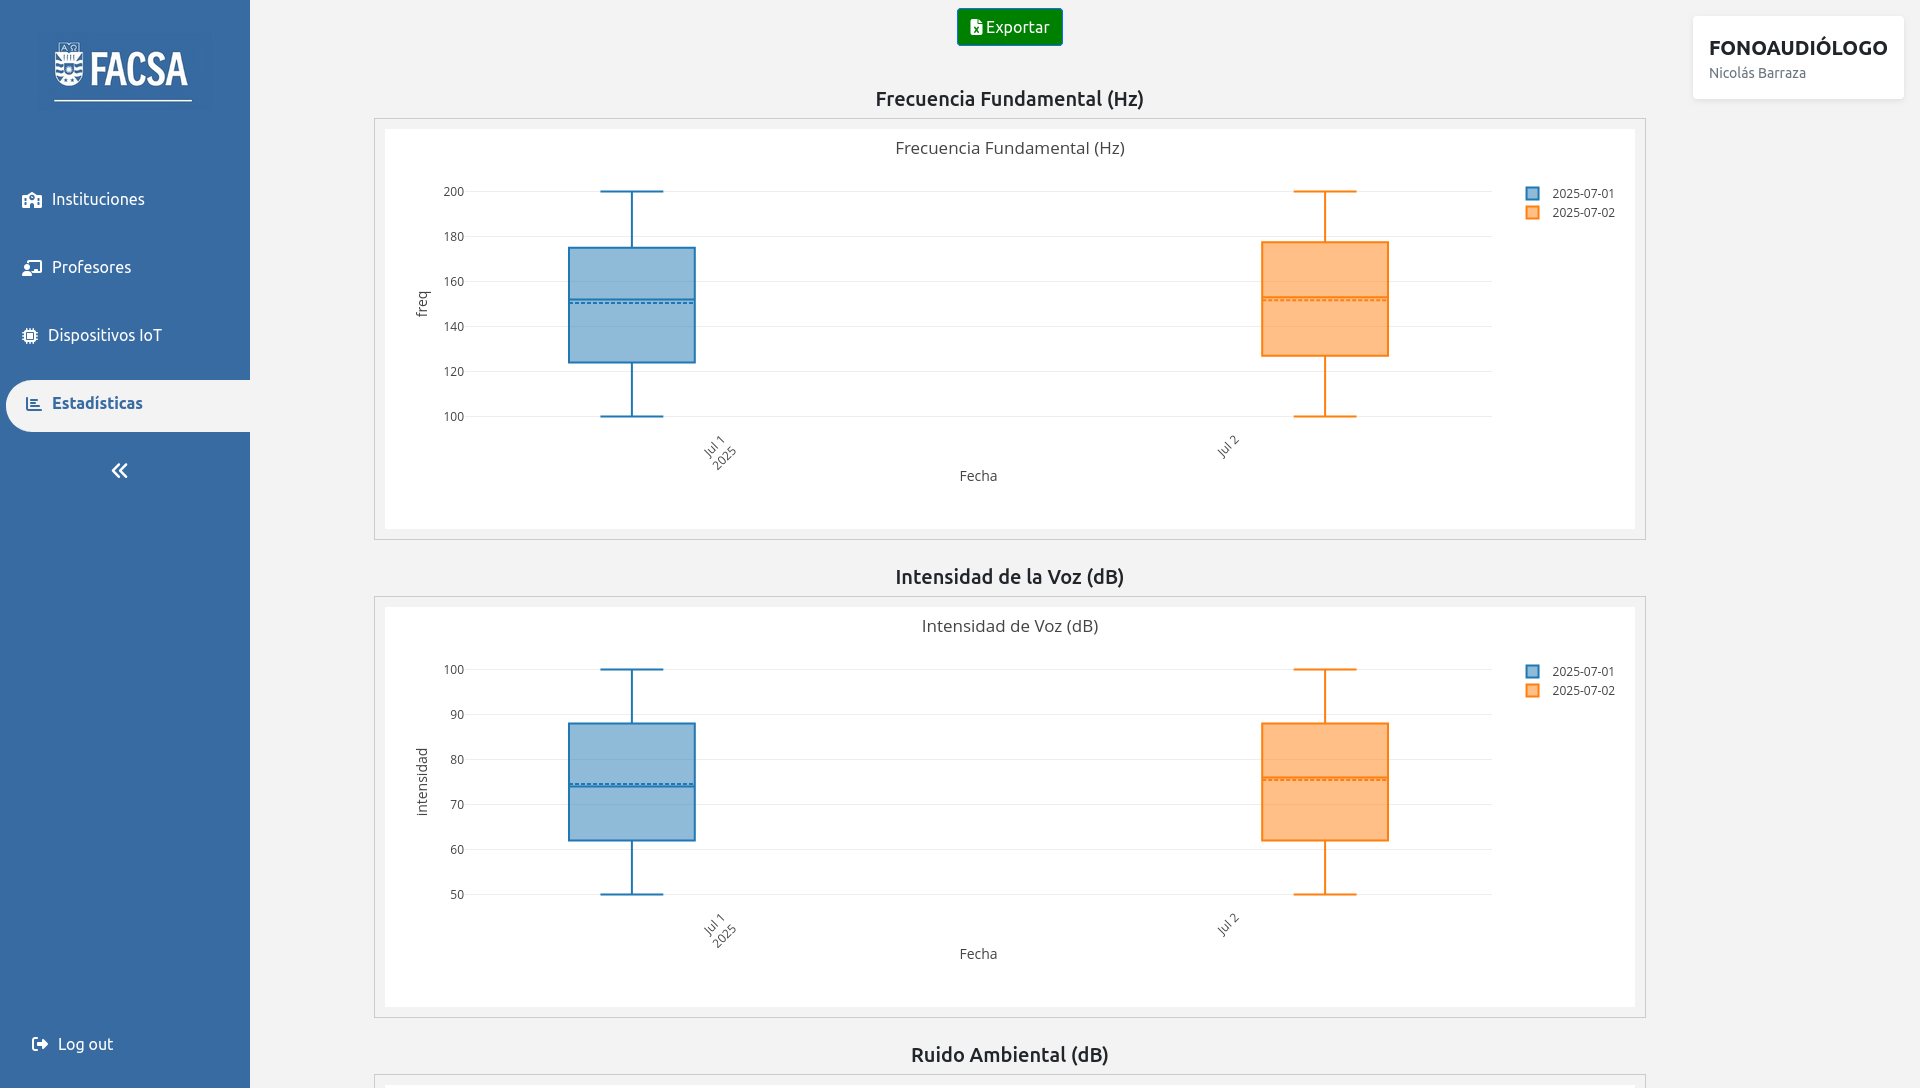 FACSA
Instituciones
Profesores
Dispositivos IoT
Estadísticas
Log out
Exportar
FONOAUDIÓLOGO
Nicolás Barraza
Frecuencia Fundamental (Hz)
Frecuencia Fundamental (Hz)
200
180
160
140
120
100
freq
Jul 1
2025
Jul 2
Fecha
2025-07-01
2025-07-02
Intensidad de la Voz (dB)
Intensidad de Voz (dB)
100
90
80
70
60
50
intensidad
Jul 1
2025
Jul 2
Fecha
2025-07-01
2025-07-02
Ruido Ambiental (dB)